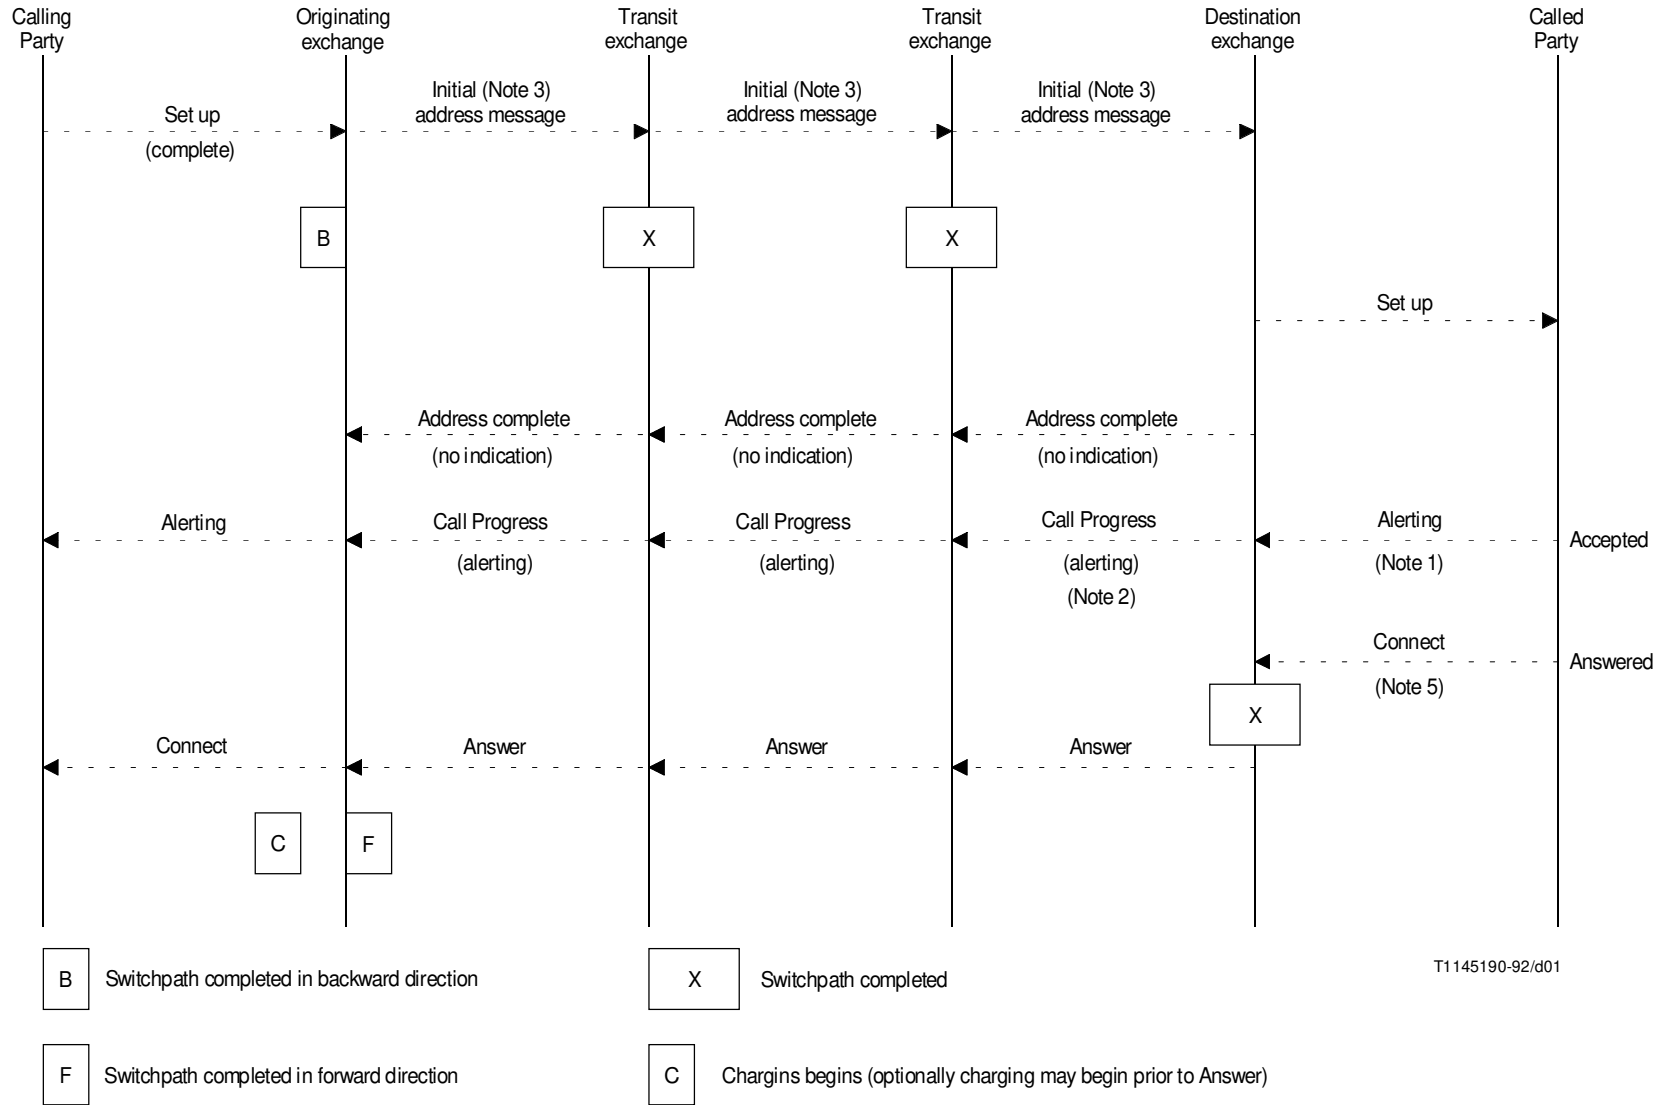 Calling
Party
Originating
exchange
Transit
exchange
Transit
exchange
Destination
exchange
Called
Party
Set up
(complete)
Initial (Note 3)
address message
Initial (Note 3)
address message
Initial (Note 3)
address message
B
X
X
Set up
Address complete
(no indication)
Address complete
(no indication)
Address complete
(no indication)
Alerting
Call Progress
(alerting)
Call Progress
(alerting)
Call Progress
(alerting)
(Note 2)
Alerting
(Note 1)
Accepted
Connect
(Note 5)
Answered
X
Connect
Answer
Answer
Answer
C
F
B
Switchpath completed in backward direction
X
Switchpath completed
T1145190-92/d01
F
Switchpath completed in forward direction
C
Chargins begins (optionally charging may begin prior to Answer)